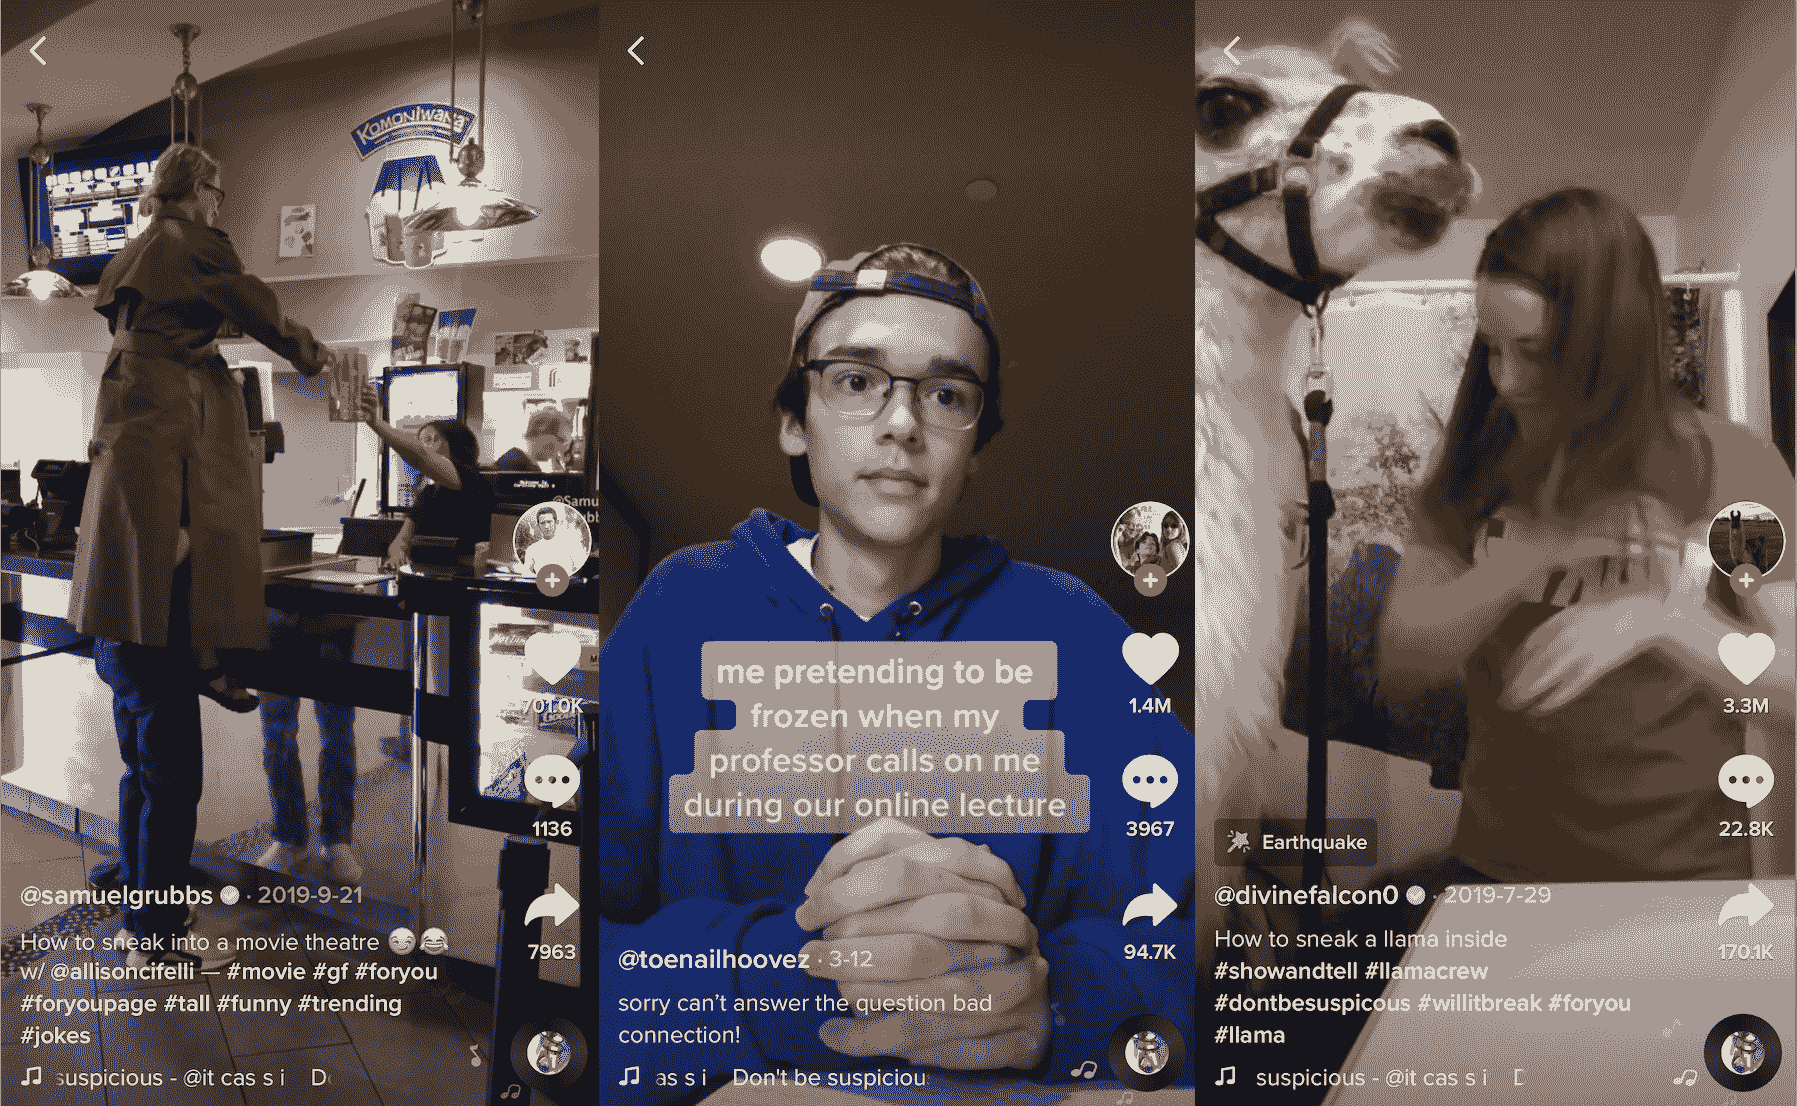 KOMONIWANA
@Samu
701.0K
1136
7963
@samuelgrubbs · 2019-9-21
How to sneak into a movie theatre 😁😂
w/ @allisoncifelli — #movie #gf #foryou
#foryoupage #tall #funny #trending
#jokes
suspicious - @it cas s i D
me pretending to be
frozen when my
professor calls on me
during our online lecture
1.4M
3967
94.7K
@toenailhoovez · 3-12
sorry can’t answer the question bad
connection!
as s i Don't be suspiciou
3.3M
22.8K
170.1K
Earthquake
@divinefalcon0 · 2019-7-29
How to sneak a llama inside
#showandtell #llamacrew
#dontbesuspicous #willitbreak #foryou
#llama
suspicious - @it cas s i D